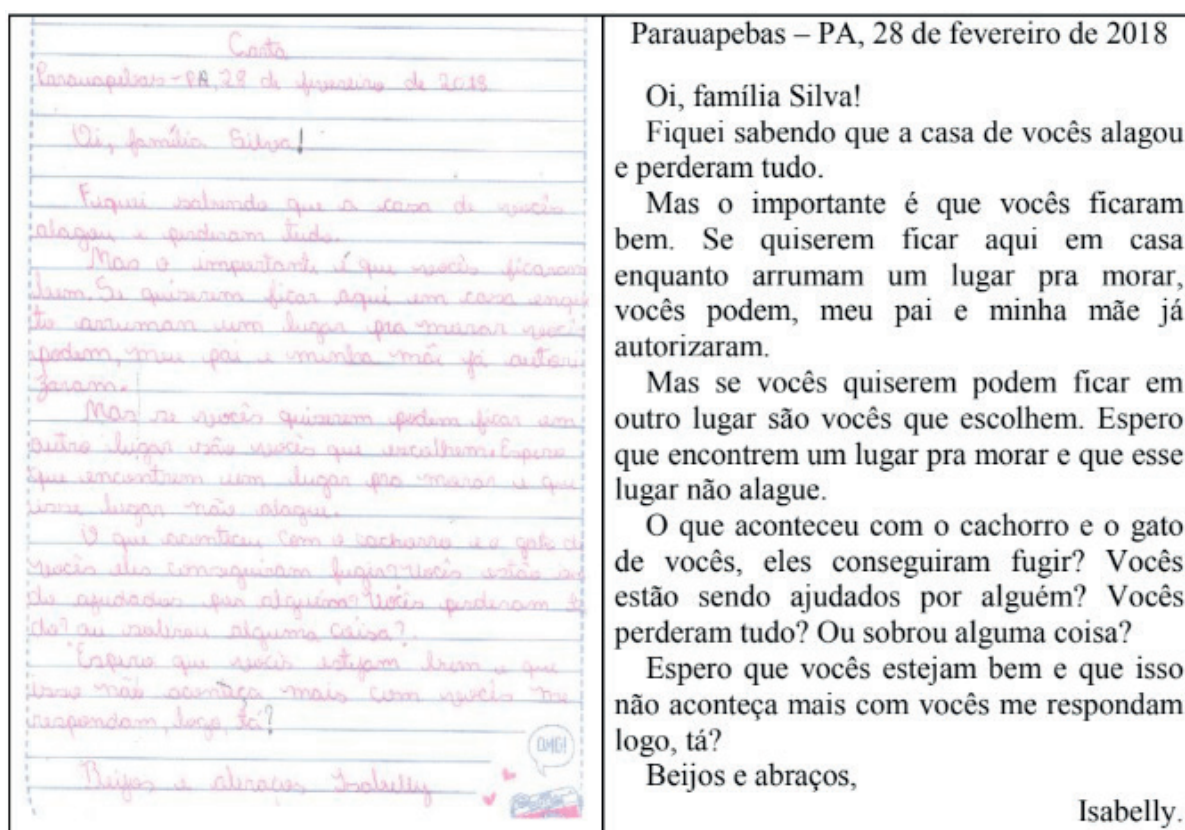 Carta
Parauapebas-PA, 28 de fevereiro de 2018
Oi, família Silva!
Fiquei sabendo que a casa de vocês
alagou e perderam tudo.
Mas o importante é que vocês ficaram
bem. Se quiserem ficar aqui em casa enqu
to arrumam um lugar pra morar vocês
podem, meu pai e minha mãe já autori
zaram.
Mas se vocês quiserem podem ficar em
outro lugar são vocês que escolhem. Espero
que encontrem um lugar pra morar e que
esse lugar não alague.
O que aconteceu com o cachorro e o gato d
vocês eles conseguiram fugir? Vocês estão se
do ajudados por alguém? Vocês perderam t
do? ou sobrou alguma coisa?.
Espero que vocês estejam bem e que
isso não aconteça mais com vocês me
respondam, logo, tá?
Beijos e abraços Isabelly
OMG!
Parauapebas – PA, 28 de fevereiro de 2018
Oi, família Silva!
Fiquei sabendo que a casa de vocês alagou
e perderam tudo.
Mas o importante é que vocês ficaram
bem. Se quiserem ficar aqui em casa
enquanto arrumam um lugar pra morar,
vocês podem, meu pai e minha mãe já
autorizaram.
Mas se vocês quiserem podem ficar em
outro lugar são vocês que escolhem. Espero
que encontrem um lugar pra morar e que esse
lugar não alague.
O que aconteceu com o cachorro e o gato
de vocês, eles conseguiram fugir? Vocês
estão sendo ajudados por alguém? Vocês
perderam tudo? Ou sobrou alguma coisa?
Espero que vocês estejam bem e que isso
não aconteça mais com vocês me respondam
logo, tá?
Beijos e abraços,
Isabelly.